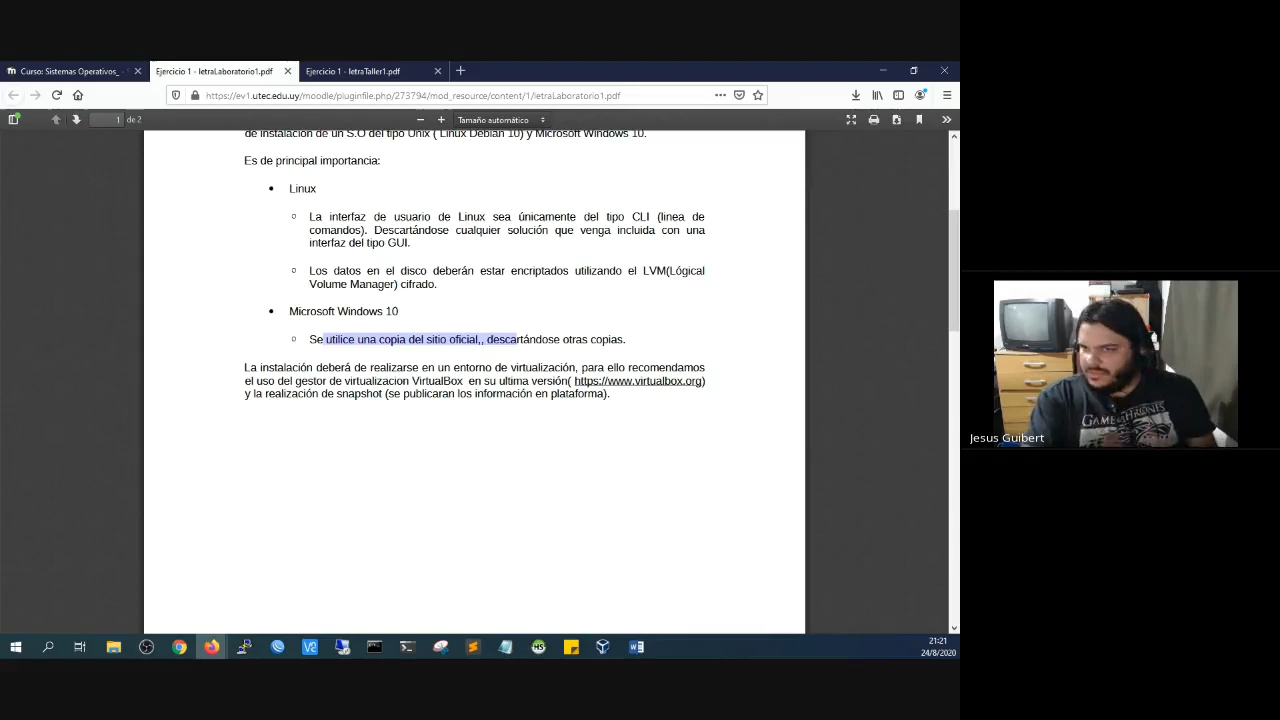 Curso: Sistemas Operativos_ -
Ejercicio 1 - letraLaboratorio1.pdf
Ejercicio 1 - letraTaller1.pdf
https://ev1.utec.edu.uy/moodle/pluginfile.php/273794/mod_resource/content/1/letraLaboratorio1.pdf
1 de 2
Tamaño automático
de instalación de un S.O del tipo Unix ( Linux Debian 10) y Microsoft Windows 10.
Es de principal importancia:
Linux
La interfaz de usuario de Linux sea únicamente del tipo CLI (linea de
comandos). Descartándose cualquier solución que venga incluida con una
interfaz del tipo GUI.
Los datos en el disco deberán estar encriptados utilizando el LVM(Lógical
Volume Manager) cifrado.
Microsoft Windows 10
Se utilice una copia del sitio oficial,, descartándose otras copias.
La instalación deberá de realizarse en un entorno de virtualización, para ello recomendamos
el uso del gestor de virtualizacion VirtualBox en su ultima versión( https://www.virtualbox.org)
y la realización de snapshot (se publicaran los información en plataforma).
GAME OF THRONES
Jesus Guibert
21:21
24/8/2020